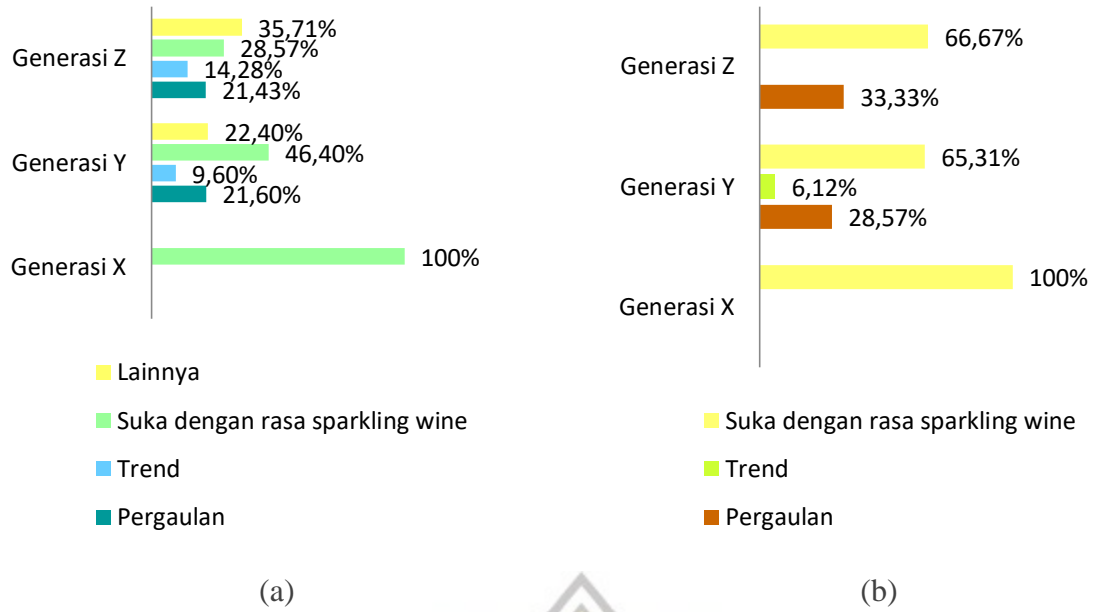 Generasi Z
35,71%
28,57%
14,28%
21,43%
Generasi Y
22,40%
46,40%
9,60%
21,60%
Generasi X
100%
Lainnya
Suka dengan rasa sparkling wine
Trend
Pergaulan
(a)
Generasi Z
66,67%
33,33%
Generasi Y
65,31%
6,12%
28,57%
Generasi X
100%
Suka dengan rasa sparkling wine
Trend
Pergaulan
(b)